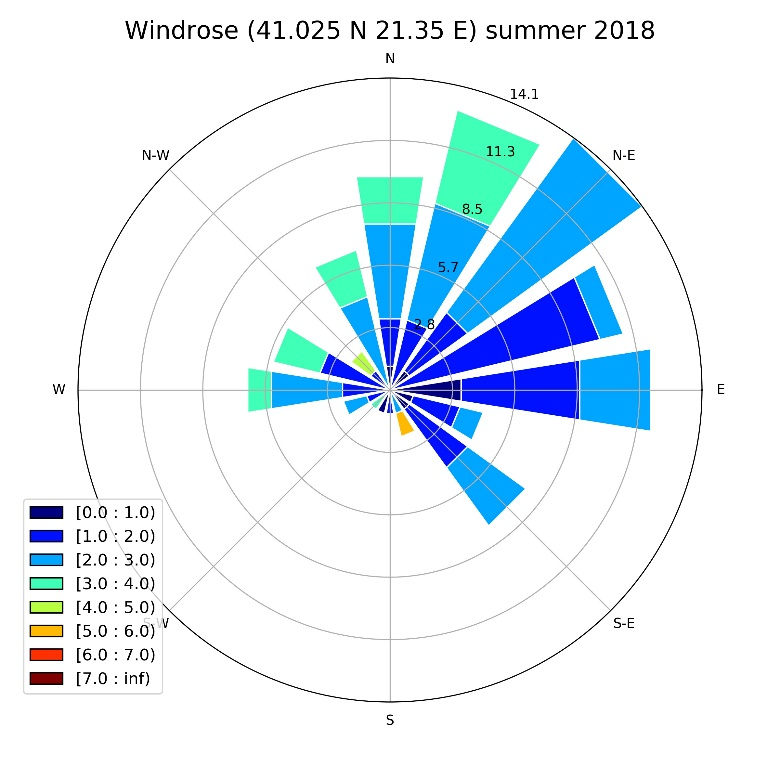 Windrose (41.025 N 21.35 E) summer 2018
N
14.1
N-W
11.3
N-E
8.5
5.7
2.8
W
E
[0.0 : 1.0)
[1.0 : 2.0)
[2.0 : 3.0)
[3.0 : 4.0)
[4.0 : 5.0)
S-W
[5.0 : 6.0)
S-E
[6.0 : 7.0)
[7.0 : inf)
S